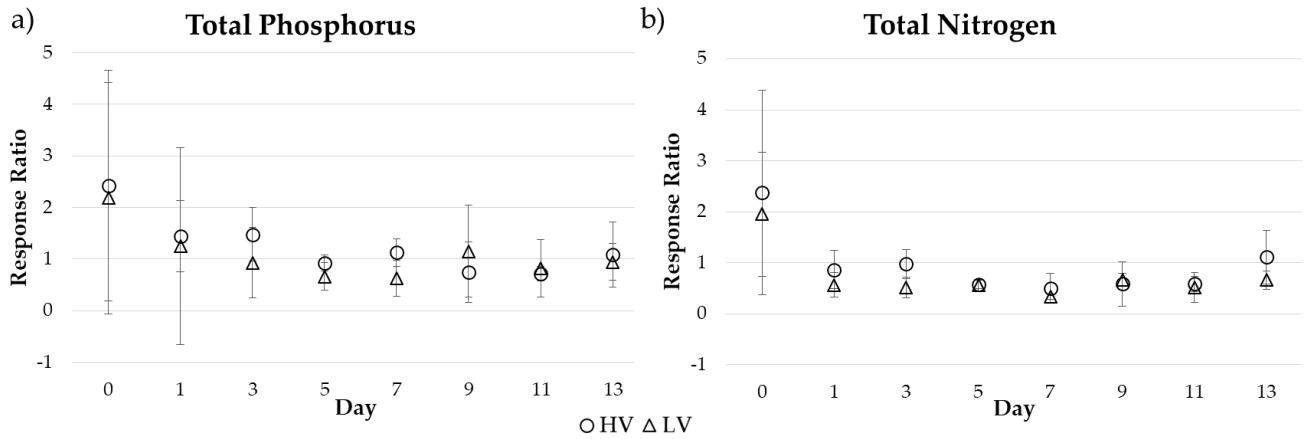 a)
Total Phosphorus
5
4
3
2
1
0
-1
Response Ratio
0 1 3 5 7 9 11 13
Day
b)
Total Nitrogen
5
4
3
2
1
0
-1
Response Ratio
0 1 3 5 7 9 11 13
Day
HV LV